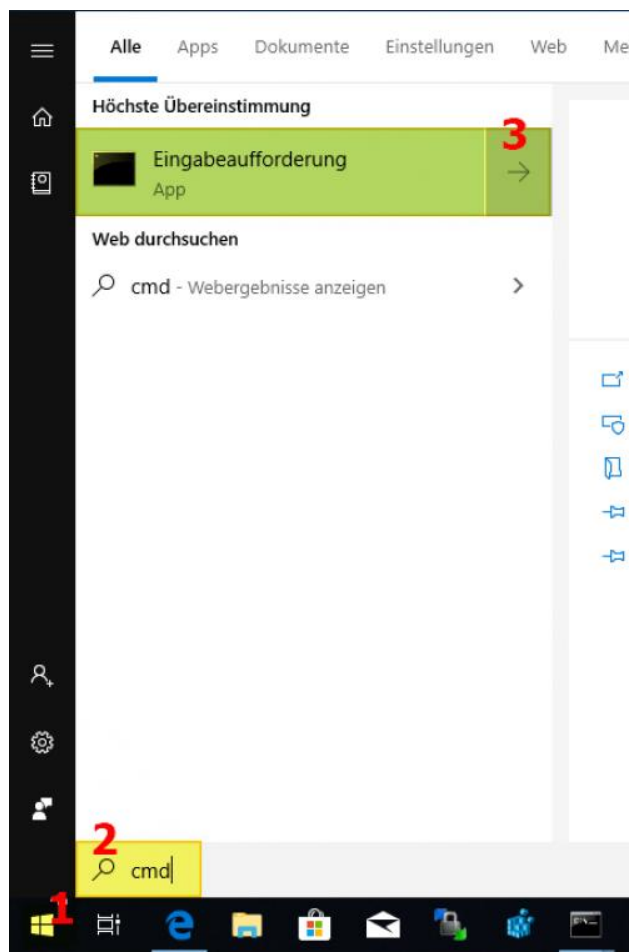 Alle Apps Dokumente Einstellungen Web Me
Höchste Übereinstimmung
3
Eingabeaufforderung
App
Web durchsuchen
cmd - Webergebnisse anzeigen
2
cmd
1